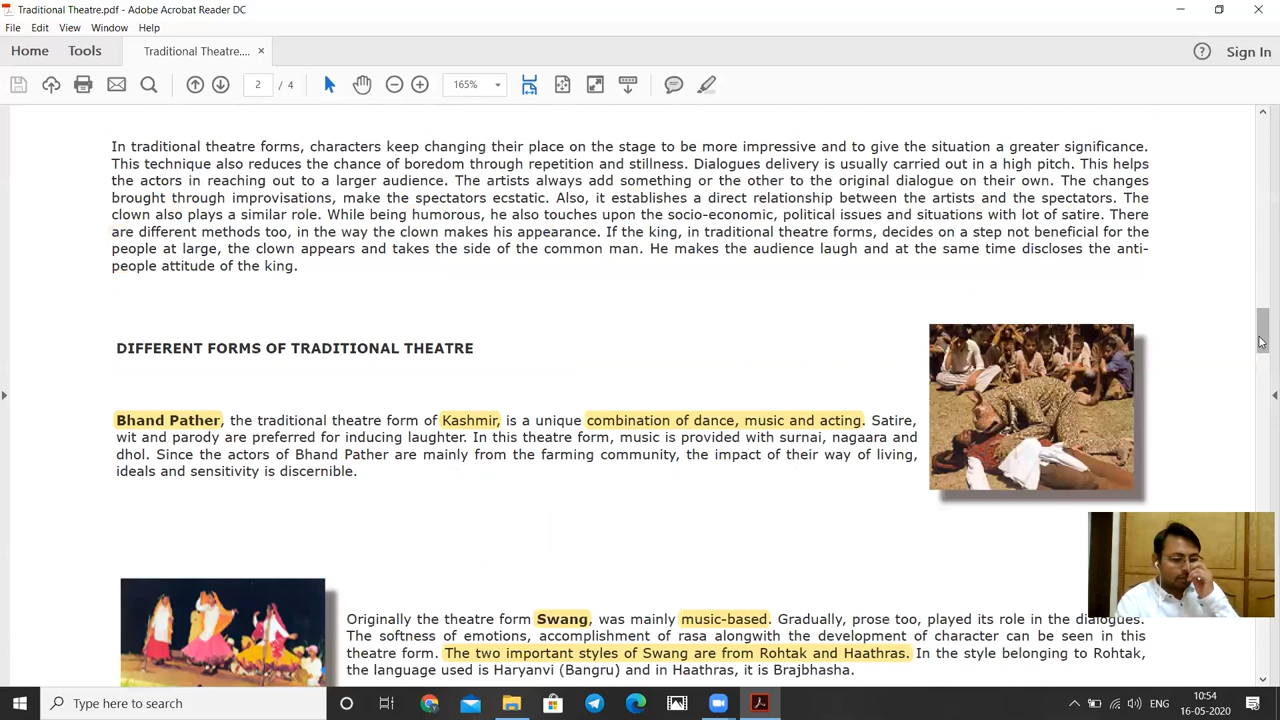 Traditional Theatre.pdf - Adobe Acrobat Reader DC
File Edit View Window Help
Home Tools Traditional Theatre.... × Sign In
2 / 4 165%
In traditional theatre forms, characters keep changing their place on the stage to be more impressive and to give the situation a greater significance.
This technique also reduces the chance of boredom through repetition and stillness. Dialogues delivery is usually carried out in a high pitch. This helps
the actors in reaching out to a larger audience. The artists always add something or the other to the original dialogue on their own. The changes
brought through improvisations, make the spectators ecstatic. Also, it establishes a direct relationship between the artists and the spectators. The
clown also plays a similar role. While being humorous, he also touches upon the socio-economic, political issues and situations with lot of satire. There
are different methods too, in the way the clown makes his appearance. If the king, in traditional theatre forms, decides on a step not beneficial for the
people at large, the clown appears and takes the side of the common man. He makes the audience laugh and at the same time discloses the anti-
people attitude of the king.
DIFFERENT FORMS OF TRADITIONAL THEATRE
Bhand Pather, the traditional theatre form of Kashmir, is a unique combination of dance, music and acting. Satire,
wit and parody are preferred for inducing laughter. In this theatre form, music is provided with surnai, nagaara and
dhol. Since the actors of Bhand Pather are mainly from the farming community, the impact of their way of living,
ideals and sensitivity is discernible.
Originally the theatre form Swang, was mainly music-based. Gradually, prose too, played its role in the dialogues.
The softness of emotions, accomplishment of rasa alongwith the development of character can be seen in this
theatre form. The two important styles of Swang are from Rohtak and Haathras. In the style belonging to Rohtak,
the language used is Haryanvi (Bangru) and in Haathras, it is Brajbhasha.
Type here to search
ENG
10:54
16-05-2020